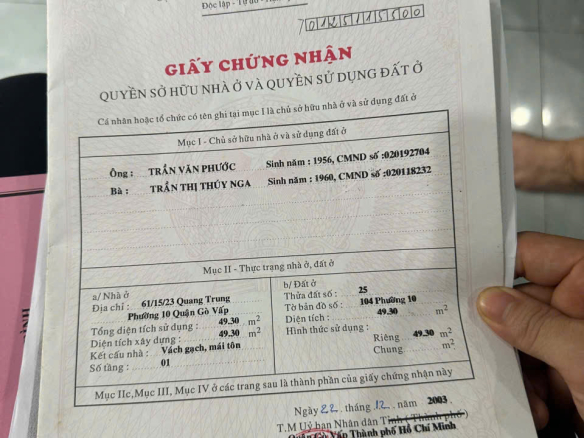 Độc lập - Tự do -
7012511SS00
GIẤY CHỨNG NHẬN
QUYỀN SỞ HỮU NHÀ Ở VÀ QUYỀN SỬ DỤNG ĐẤT Ở
Cá nhân hoặc tổ chức có tên ghi tại mục I là chủ sở hữu nhà ở và sử dụng đất ở
Mục I - Chủ sở hữu nhà ở và sử dụng đất ở
Ông : TRẦN VĂN PHƯỚC Sinh năm : 1956, CMND số :020192704
Bà : TRẦN THỊ THÚY NGA Sinh năm : 1960, CMND số :020118232
Mục II - Thực trạng nhà ở, đất ở
a/ Nhà ở
Địa chỉ : 61/15/23 Quang Trung
Phường 10 Quận Gò Vấp
Tổng diện tích sử dụng : 49.30 m2
Diện tích xây dựng : 49.30 m2
Kết cấu nhà : Vách gạch, mái tôn
Số tầng : 01
b/ Đất ở
Thửa đất số : 25
Tờ bản đồ số : 104 Phường 10
Diện tích : 49.30 m2
Hình thức sử dụng :
Riêng 49.30 m2
Chung m2
Mục IIc,Mục III, Mục IV ở các trang sau là thành phần của giấy chứng nhận này
Ngày 22 tháng 12 năm 2003
T.M Uỷ ban Nhân dân Tỉnh ( Thành phố )
Quận Gò Vấp Thành phố Hồ Chí Minh